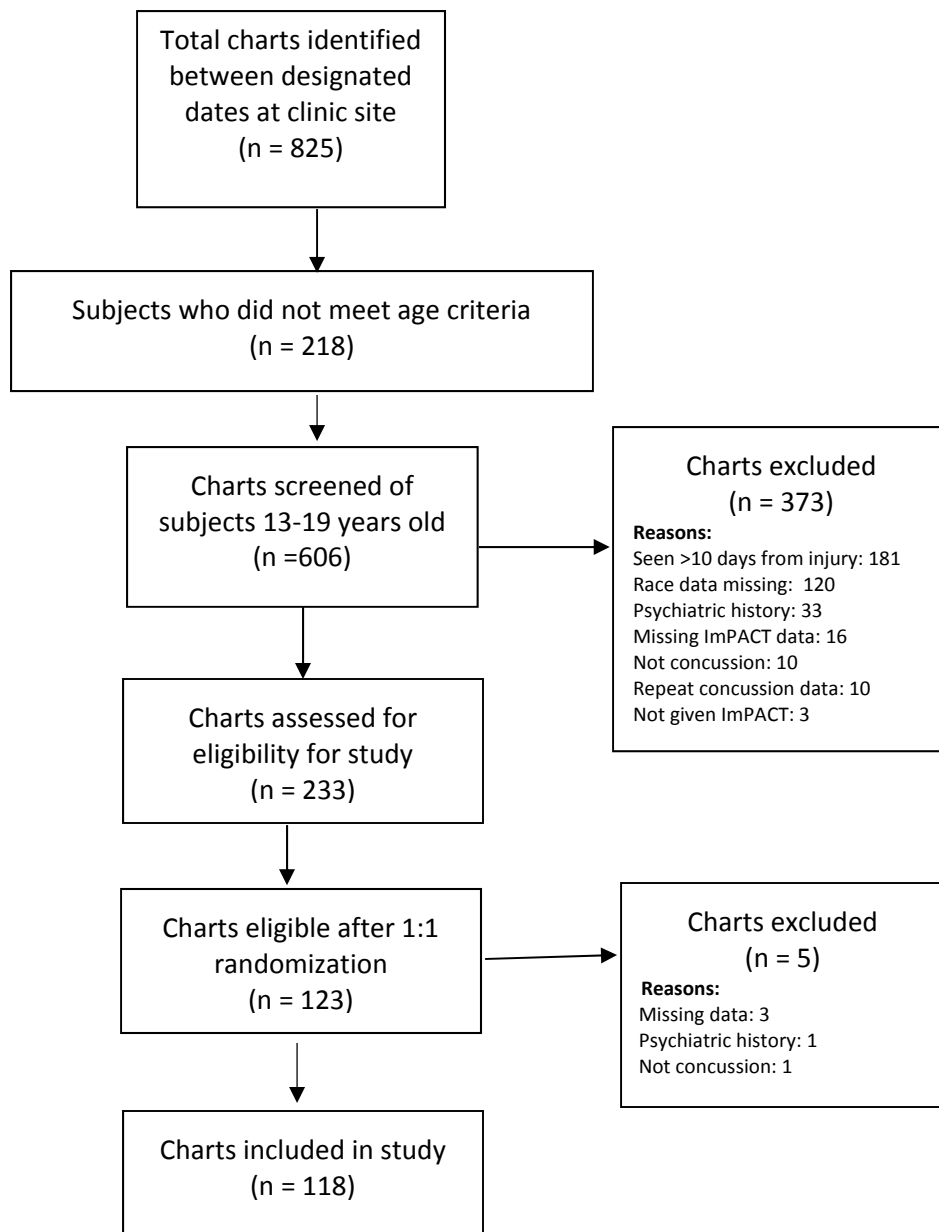 Total charts identified
between designated
dates at clinic site
(n = 825)
Subjects who did not meet age criteria
(n = 218)
Charts screened of
subjects 13-19 years old
(n =606)
Charts excluded
(n = 373)
Reasons:
Seen >10 days from injury: 181
Race data missing: 120
Psychiatric history: 33
Missing ImPACT data: 16
Not concussion: 10
Repeat concussion data: 10
Not given ImPACT: 3
Charts assessed for
eligibility for study
(n = 233)
Charts eligible after 1:1
randomization
(n = 123)
Charts excluded
(n = 5)
Reasons:
Missing data: 3
Psychiatric history: 1
Not concussion: 1
Charts included in study
(n = 118)